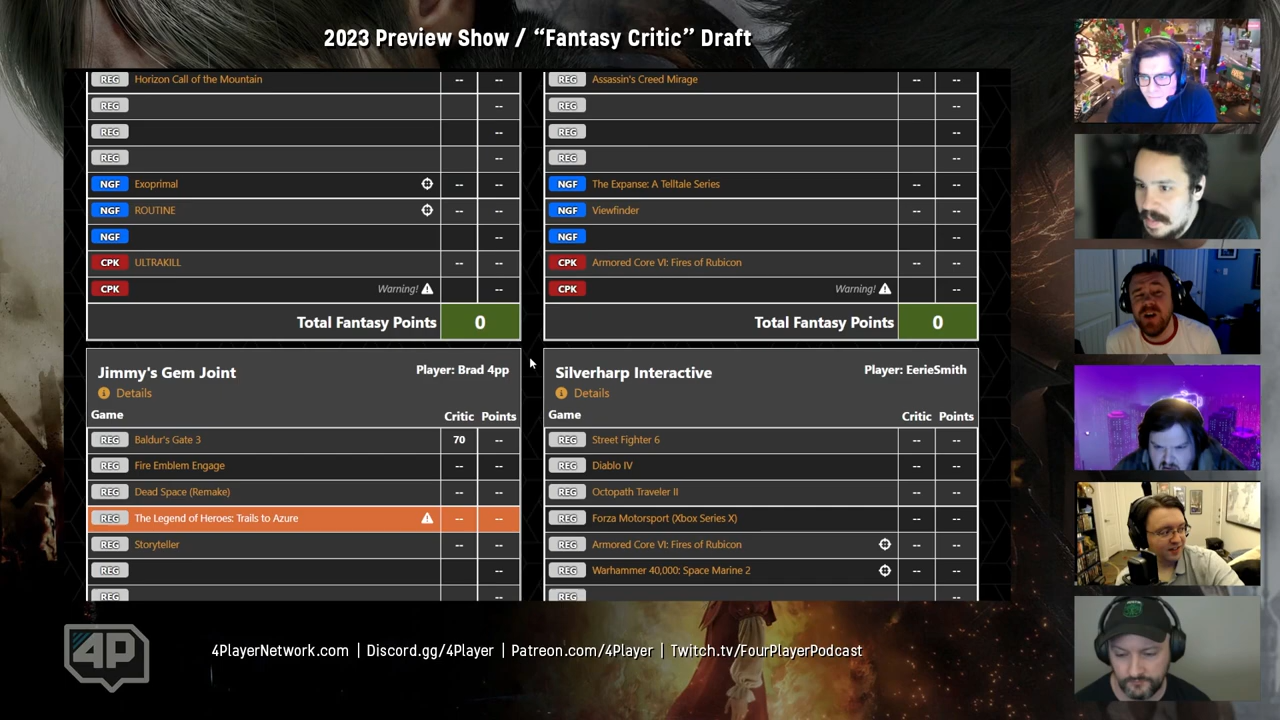 2023 Preview Show / “Fantasy Critic” Draft
REG Horizon Call of the Mountain -- --
REG --
REG --
REG --
NGF Exoprimal -- --
NGF ROUTINE -- --
NGF --
CPK ULTRAKILL -- --
CPK Warning! --
Total Fantasy Points 0
REG Assassin's Creed Mirage -- --
REG --
REG --
REG --
NGF The Expanse: A Telltale Series -- --
NGF Viewfinder -- --
NGF --
CPK Armored Core VI: Fires of Rubicon -- --
CPK Warning! --
Total Fantasy Points 0
Jimmy's Gem Joint Player: Brad 4pp
Details
Game Critic Points
REG Baldur's Gate 3 70 --
REG Fire Emblem Engage -- --
REG Dead Space (Remake) -- --
REG The Legend of Heroes: Trails to Azure -- --
REG Storyteller -- --
REG --
REG
Silverharp Interactive Player: EerieSmith
Details
Game Critic Points
REG Street Fighter 6 -- --
REG Diablo IV -- --
REG Octopath Traveler II -- --
REG Forza Motorsport (Xbox Series X) -- --
REG Armored Core VI: Fires of Rubicon -- --
REG Warhammer 40,000: Space Marine 2 -- --
REG --
4P
4PlayerNetwork.com | Discord.gg/4Player | Patreon.com/4Player | Twitch.tv/FourPlayerPodcast